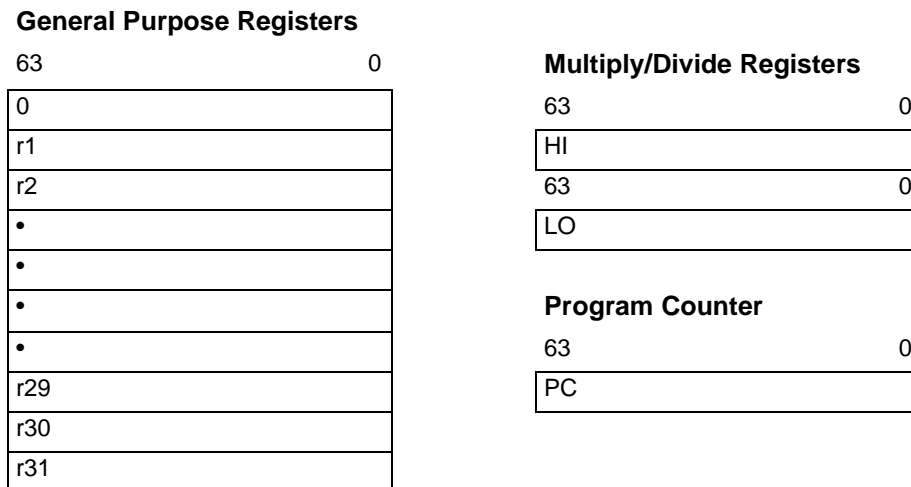 General Purpose Registers
63 0
0
r1
r2
•
•
•
•
r29
r30
r31
Multiply/Divide Registers
63 0
HI
63 0
LO
Program Counter
63 0
PC